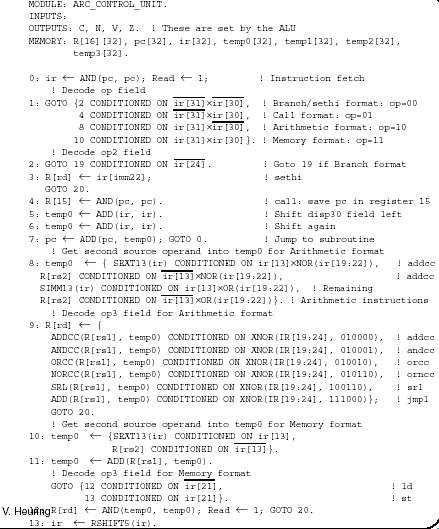 MODULE: ARC_CONTROL_UNIT.
INPUTS:
OUTPUTS: C, N, V, Z. ! These are set by the ALU
MEMORY: R[16][32], pc[32], ir[32], temp0[32], temp1[32], temp2[32],
temp3[32].
0: ir ← AND(pc, pc); Read ← 1; ! Instruction fetch
! Decode op field
1: GOTO {2 CONDITIONED ON ir[31]×ir[30], ! Branch/sethi format: op=00
4 CONDITIONED ON ir[31]×ir[30], ! Call format: op=01
8 CONDITIONED ON ir[31]×ir[30], ! Arithmetic format: op=10
10 CONDITIONED ON ir[31]×ir[30]}. ! Memory format: op=11
! Decode op2 field
2: GOTO 19 CONDITIONED ON ir[24]. ! Goto 19 if Branch format
3: R[rd] ← ir[imm22]; ! sethi
GOTO 20.
4: R[15] ← AND(pc, pc). ! call: save pc in register 15
5: temp0 ← ADD(ir, ir). ! Shift disp30 field left
6: temp0 ← ADD(ir, ir). ! Shift again
7: pc ← ADD(pc, temp0); GOTO 0. ! Jump to subroutine
! Get second source operand into temp0 for Arithmetic format
8: temp0 ← { SEXT13(ir) CONDITIONED ON ir[13]×NOR(ir[19:22]), ! addcc
R[rs2] CONDITIONED ON ir[13]×NOR(ir[19:22]), ! addcc
SIMM13(ir) CONDITIONED ON ir[13]×OR(ir[19:22]), ! Remaining
R[rs2] CONDITIONED ON ir[13]×OR(ir[19:22])}. ! Arithmetic instructions
! Decode op3 field for Arithmetic format
9: R[rd] ← {
ADDCC(R[rs1], temp0) CONDITIONED ON XNOR(IR[19:24], 010000), ! addcc
ANDCC(R[rs1], temp0) CONDITIONED ON XNOR(IR[19:24], 010001), ! andcc
ORCC(R[rs1], temp0) CONDITIONED ON XNOR(IR[19:24], 010010), ! orcc
NORCC(R[rs1], temp0) CONDITIONED ON XNOR(IR[19:24], 010110), ! orncc
SRL(R[rs1], temp0) CONDITIONED ON XNOR(IR[19:24], 100110), ! srl
ADD(R[rs1], temp0) CONDITIONED ON XNOR(IR[19:24], 111000)}; ! jmpl
GOTO 20.
! Get second source operand into temp0 for Memory format
10: temp0 ← {SEXT13(ir) CONDITIONED ON ir[13],
R[rs2] CONDITIONED ON ir[13]}.
11: temp0 ← ADD(R[rs1], temp0).
! Decode op3 field for Memory format
GOTO {12 CONDITIONED ON ir[21], ! ld
13 CONDITIONED ON ir[21]}. ! st
V. Heuring R[rd] ← AND(temp0, temp0); Read ← 1; GOTO 20.
13: ir ← RSHIFT5(ir).